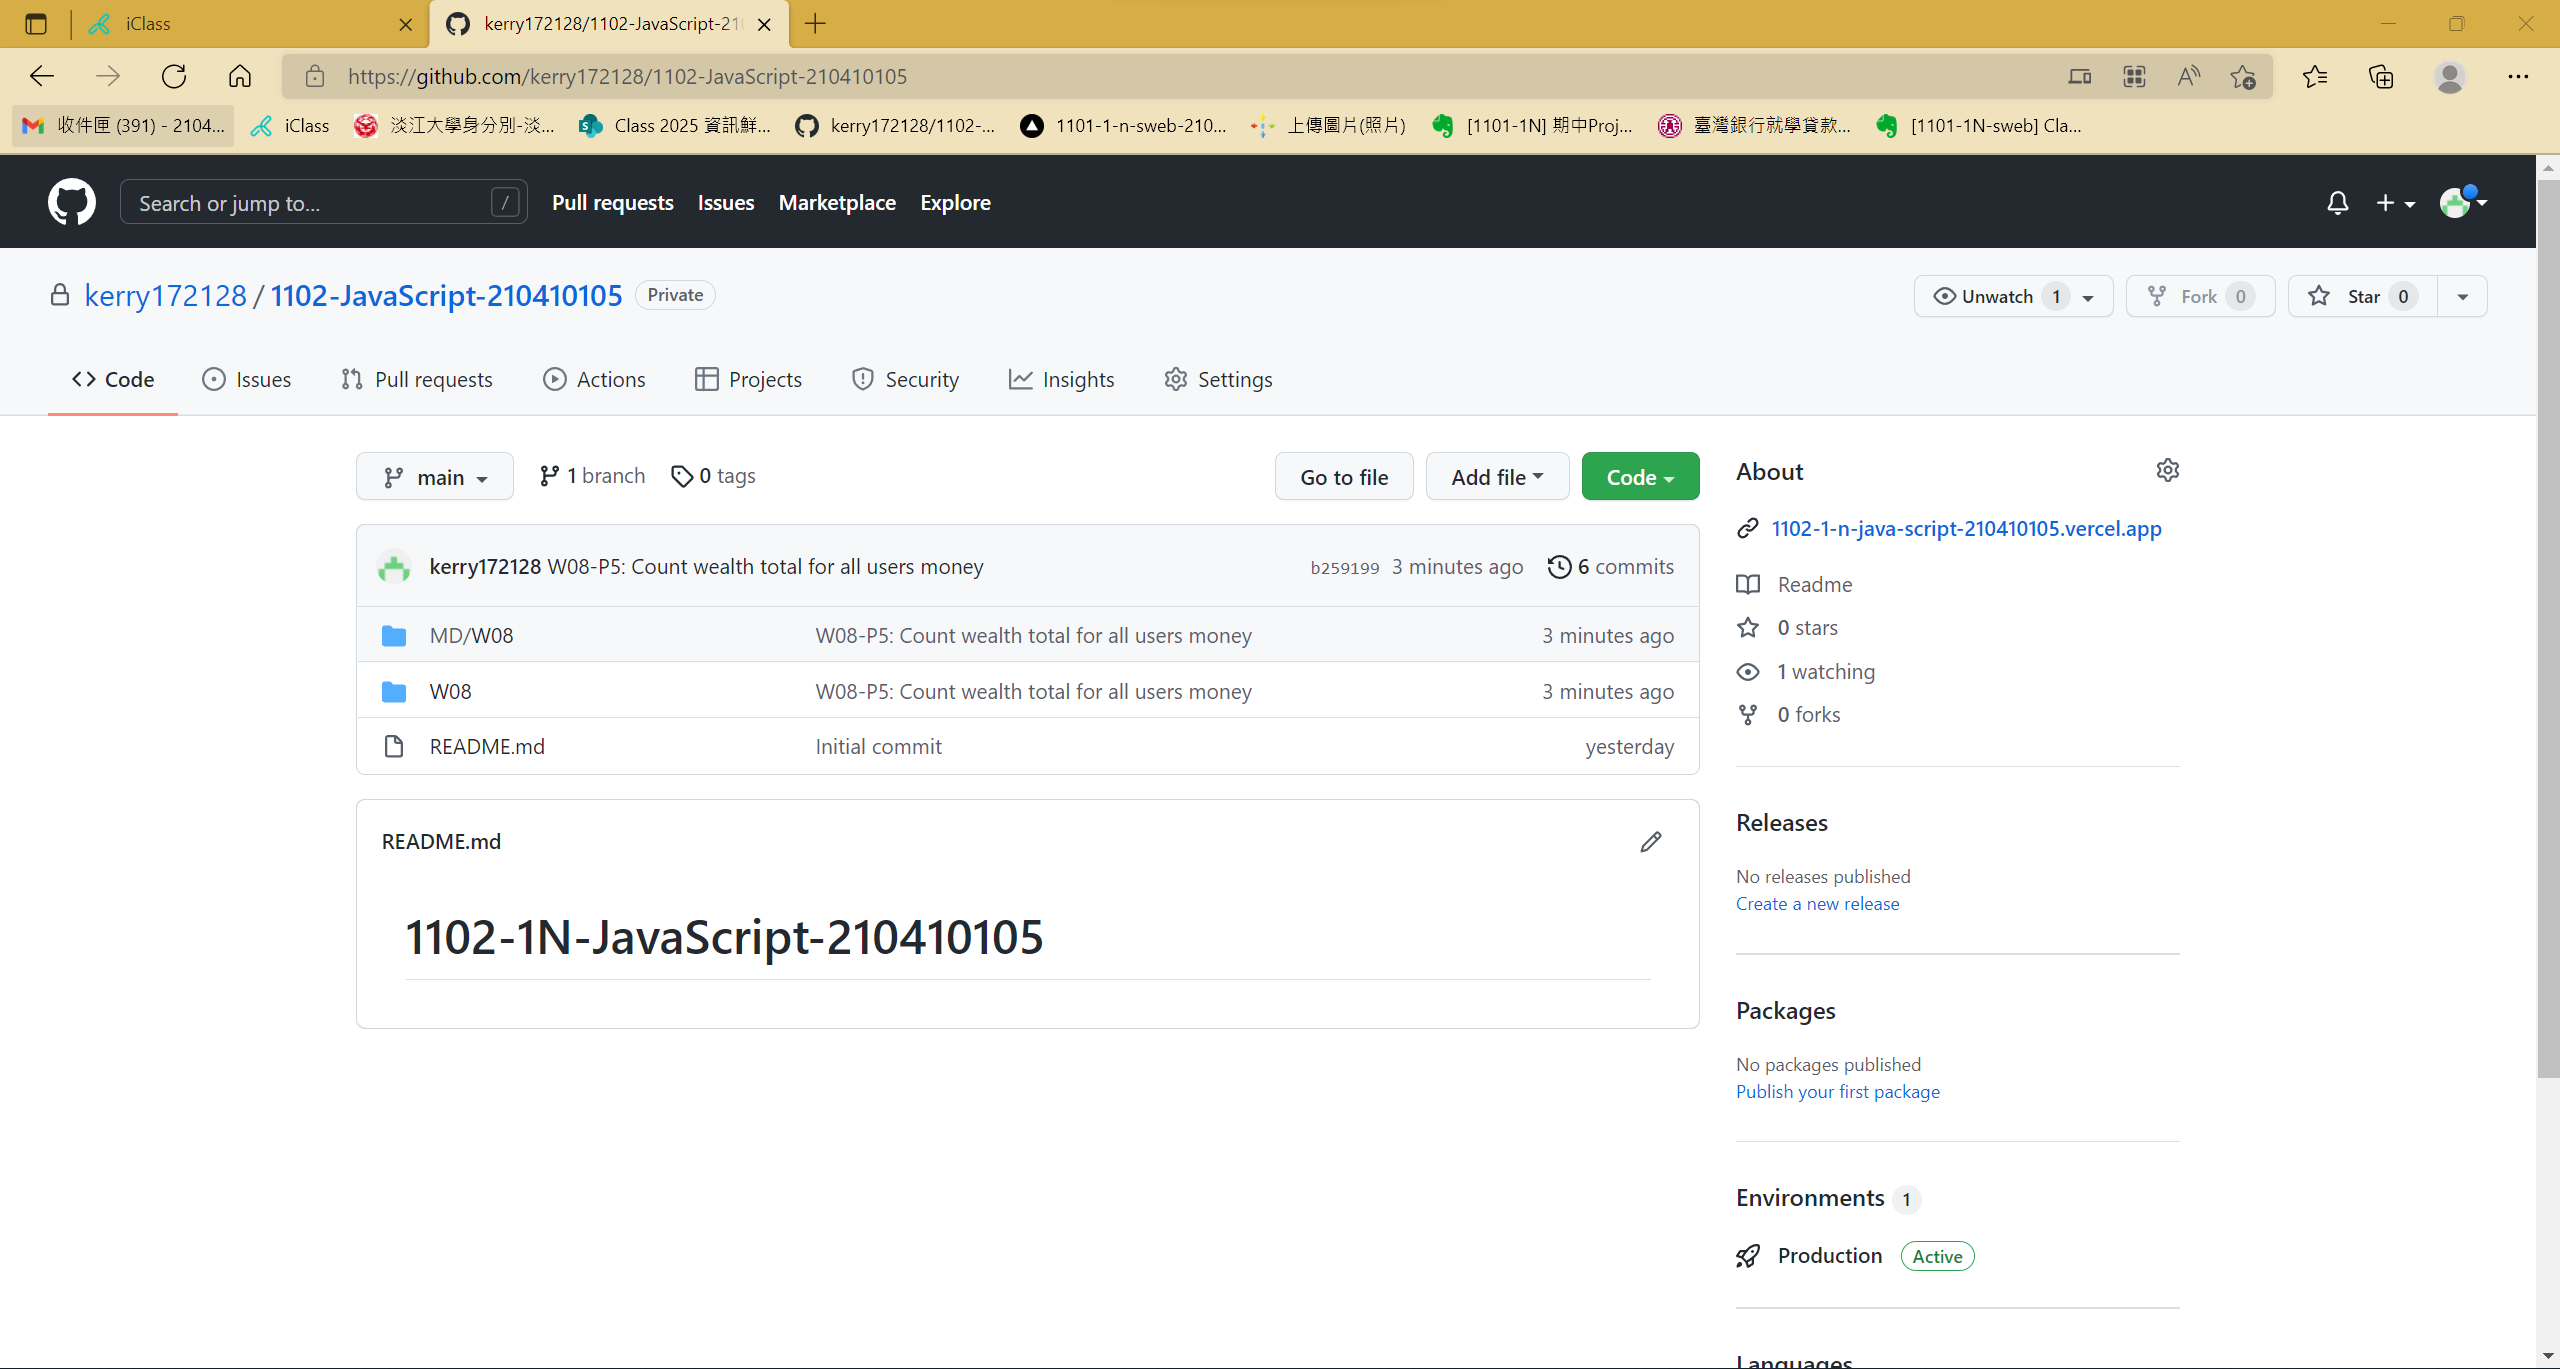 iClass
kerry172128/1102-JavaScript-21
https://github.com/kerry172128/1102-JavaScript-210410105
收件匣 (391) - 2104... iClass 淡江大學身分別-淡... Class 2025 資訊鮮... kerry172128/1102-... 1101-1-n-sweb-210... 上傳圖片(照片) [1101-1N] 期中Proj... 臺灣銀行就學貸款... [1101-1N-sweb] Cla...
Search or jump to... / Pull requests Issues Marketplace Explore
kerry172128 / 1102-JavaScript-210410105 Private
Unwatch 1 Fork 0 Star 0
Code Issues Pull requests Actions Projects Security Insights Settings
main 1 branch 0 tags Go to file Add file Code
kerry172128 W08-P5: Count wealth total for all users money b259199 3 minutes ago 6 commits
MD/W08 W08-P5: Count wealth total for all users money 3 minutes ago
W08 W08-P5: Count wealth total for all users money 3 minutes ago
README.md Initial commit yesterday
README.md
1102-1N-JavaScript-210410105
About
1102-1-n-java-script-210410105.vercel.app
Readme
0 stars
1 watching
0 forks
Releases
No releases published
Create a new release
Packages
No packages published
Publish your first package
Environments 1
Production Active
Languages